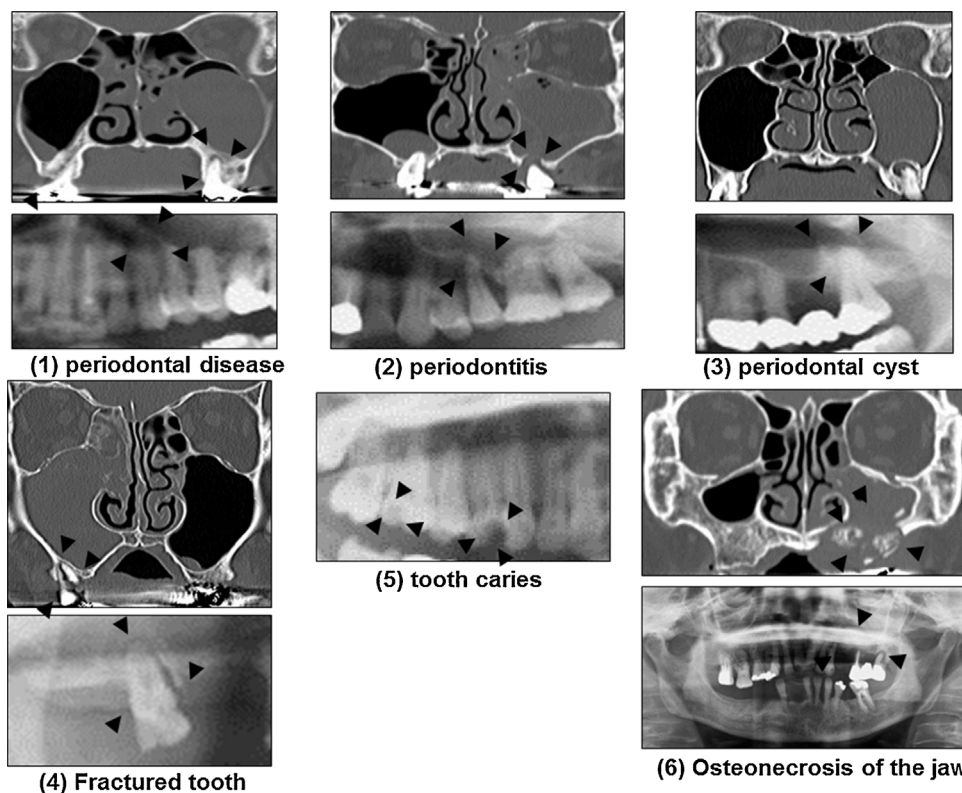 (1) periodontal disease
(2) periodontitis
(3) periodontal cyst
(5) tooth caries
(4) Fractured tooth
(6) Osteonecrosis of the jaw